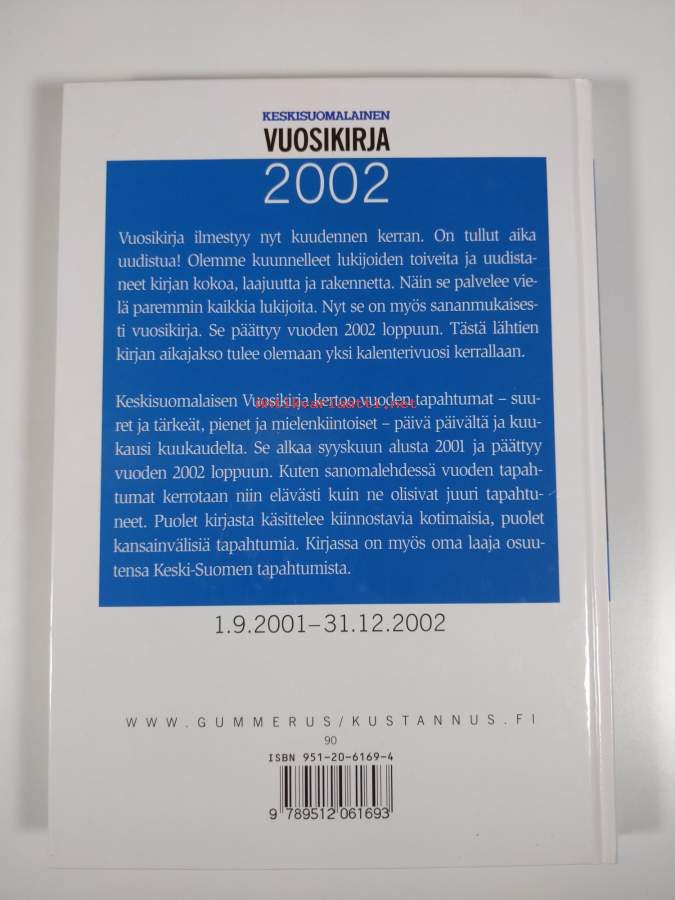 KESKISUOMALAINEN
VUOSIKIRJA
2002
Vuosikirja ilmestyy nyt kuudennen kerran. On tullut aika
uudistua! Olemme kuunnelleet lukijoiden toiveita ja uudista-
neet kirjan kokoa, laajuutta ja rakennetta. Näin se palvelee vie-
lä paremmin kaikkia lukijoita. Nyt se on myös sananmukaises-
ti vuosikirja. Se päättyy vuoden 2002 loppuun. Tästä lähtien
kirjan aikajakso tulee olemaan yksi kalenterivuosi kerrallaan.
Keskisuomalaisen Vuosikirja kertoo vuoden tapahtumat – suu-
antikvariaatti.net
ret ja tärkeät, pienet ja mielenkiintoiset – päivä päivältä ja kuu-
kausi kuukaudelta. Se alkaa syyskuun alusta 2001 ja päättyy
vuoden 2002 loppuun. Kuten sanomalehdessä vuoden tapah-
tumat kerrotaan niin elävästi kuin ne olisivat juuri tapahtu-
neet. Puolet kirjasta käsittelee kiinnostavia kotimaisia, puolet
kansainvälisiä tapahtumia. Kirjassa on myös oma laaja osuu-
tensa Keski-Suomen tapahtumista.
1.9.2001–31.12.2002
WWW.GUMMERUS/KUSTANNUS.FI
90
ISBN 951-20-6169-4
9 789512 061693